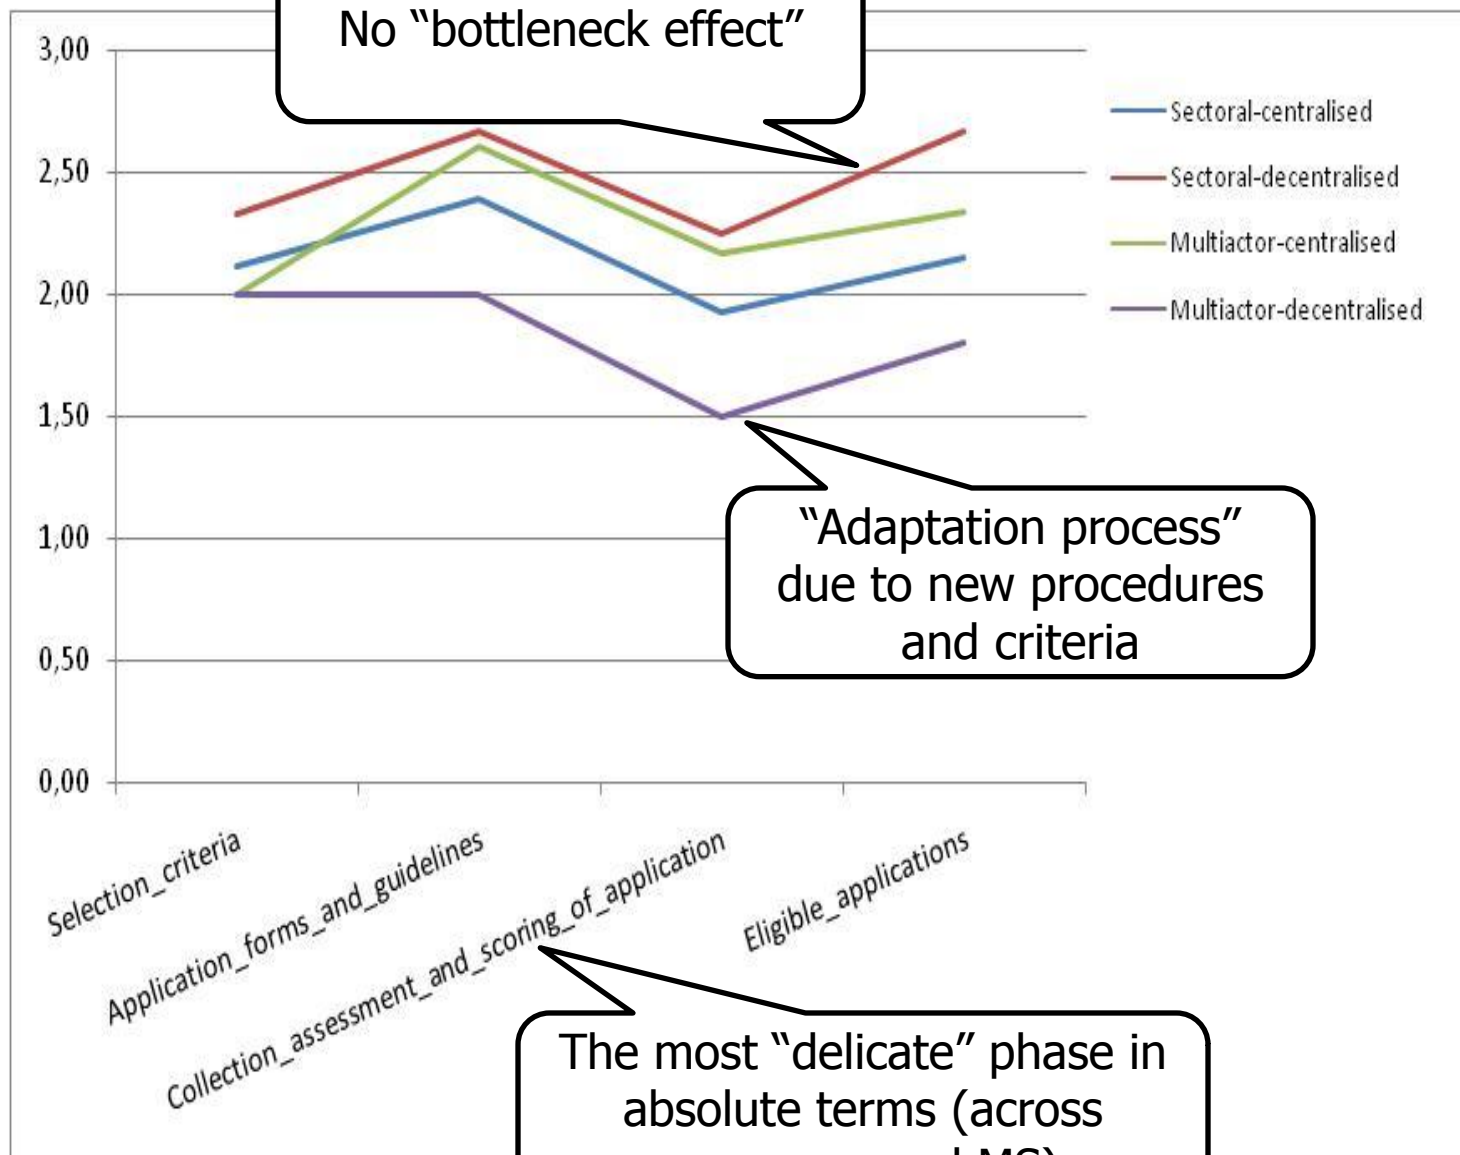 No “bottleneck effect”
3,00
2,50
2,00
1,50
1,00
0,50
0,00
Sectoral-centralised
Sectoral-decentralised
Multiactor-centralised
Multiactor-decentralised
“Adaptation process”
due to new procedures
and criteria
Selection_criteria
Application_forms_and_guidelines
Collection_assessment_and_scoring_of_application
Eligible_applications
The most “delicate” phase in
absolute terms (across
MS)